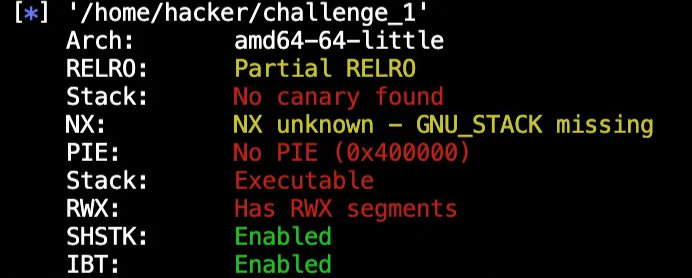 [*] '/home/hacker/challenge_1'
Arch: amd64-64-little
RELRO: Partial RELRO
Stack: No canary found
NX: NX unknown - GNU_STACK missing
PIE: No PIE (0x400000)
Stack: Executable
RWX: Has RWX segments
SHSTK: Enabled
IBT: Enabled